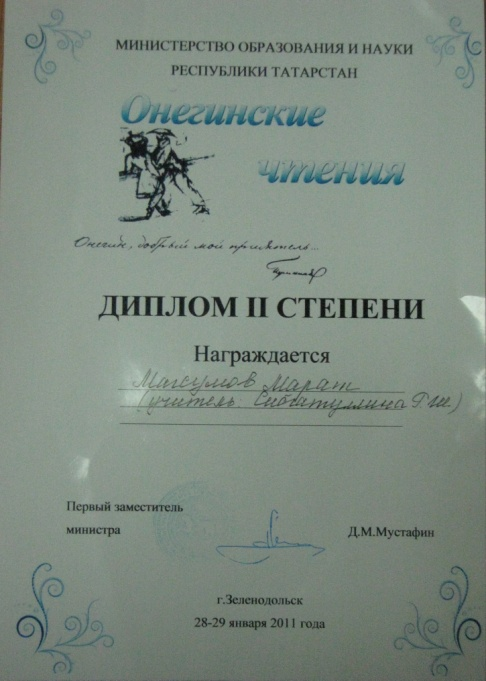 МИНИСТЕРСТВО ОБРАЗОВАНИЯ И НАУКИ
РЕСПУБЛИКИ ТАТАРСТАН
Онегинские
чтения
Онегин, добрый мой приятель...
ДИПЛОМ II СТЕПЕНИ
Награждается
Магсумов Марат
(учитель: Сибгатуллина Г.Ш.)
Первый заместитель
министра
Д.М.Мустафин
г.Зеленодольск
28-29 января 2011 года